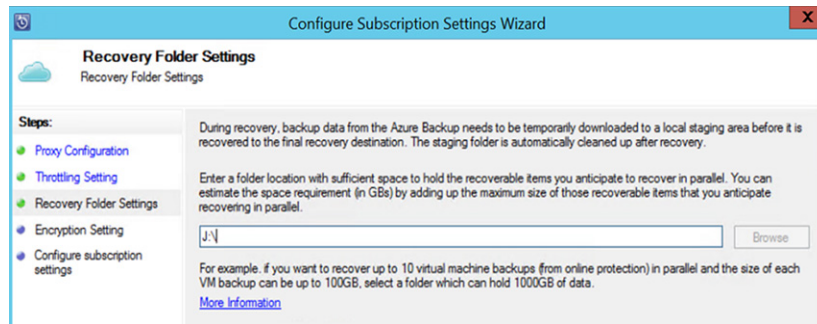 Configure Subscription Settings Wizard
X
Recovery Folder Settings
Recovery Folder Settings
Steps:
Proxy Configuration
Throttling Setting
Recovery Folder Settings
Encryption Setting
Configure subscription
settings
During recovery, backup data from the Azure Backup needs to be temporarily downloaded to a local staging area before it is
recovered to the final recovery destination. The staging folder is automatically cleaned up after recovery.
Enter a folder location with sufficient space to hold the recoverable items you anticipate to recover in parallel. You can
estimate the space requirement (in GBs) by adding up the maximum size of those recoverable items that you anticipate
recovering in parallel.
J:\
Browse
For example. if you want to recover up to 10 virtual machine backups (from online protection) in parallel and the size of each
VM backup can be up to 100GB, select a folder which can hold 1000GB of data.
More Information